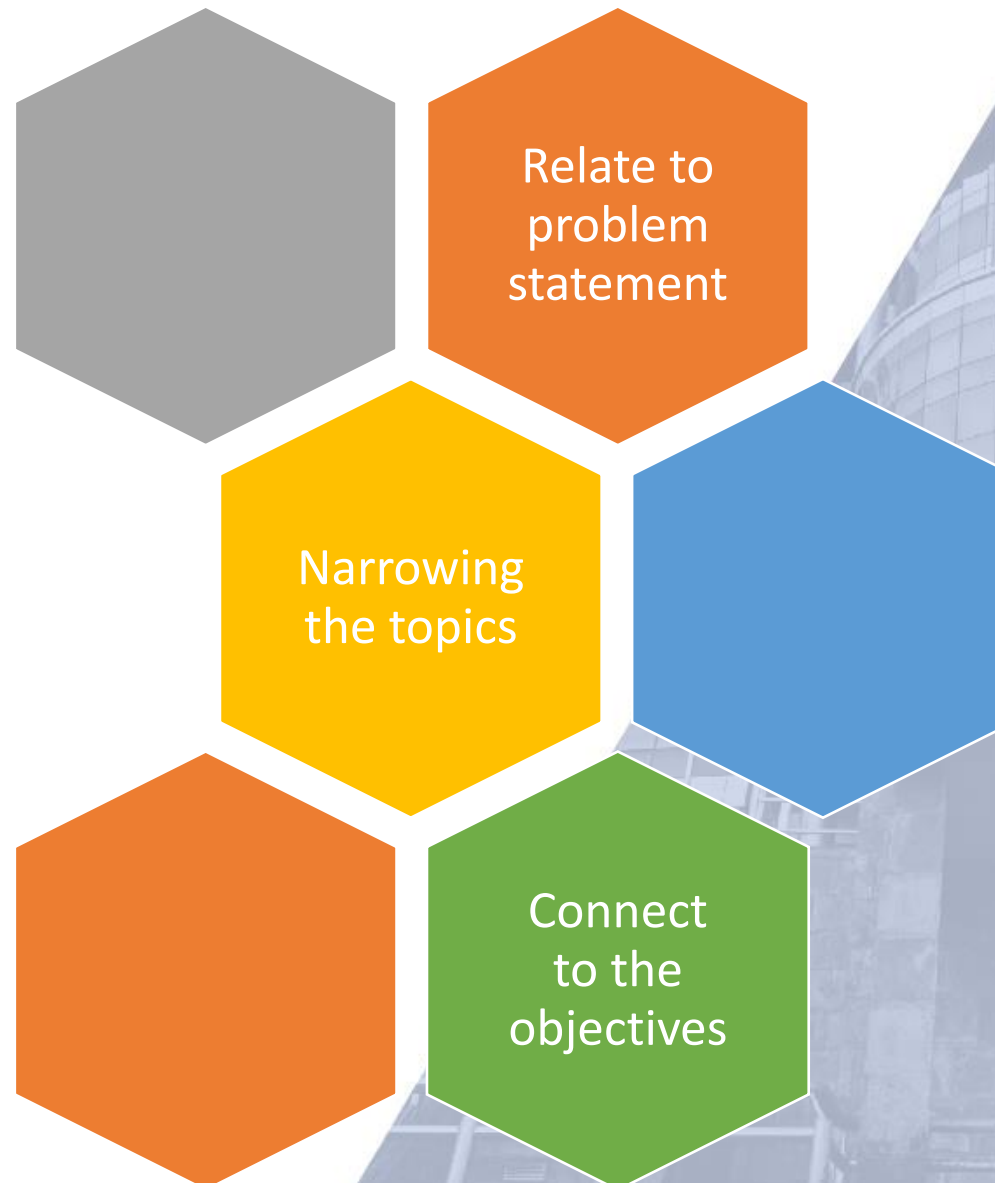 Relate to
problem
statement
Narrowing
the topics
Connect
to the
objectives